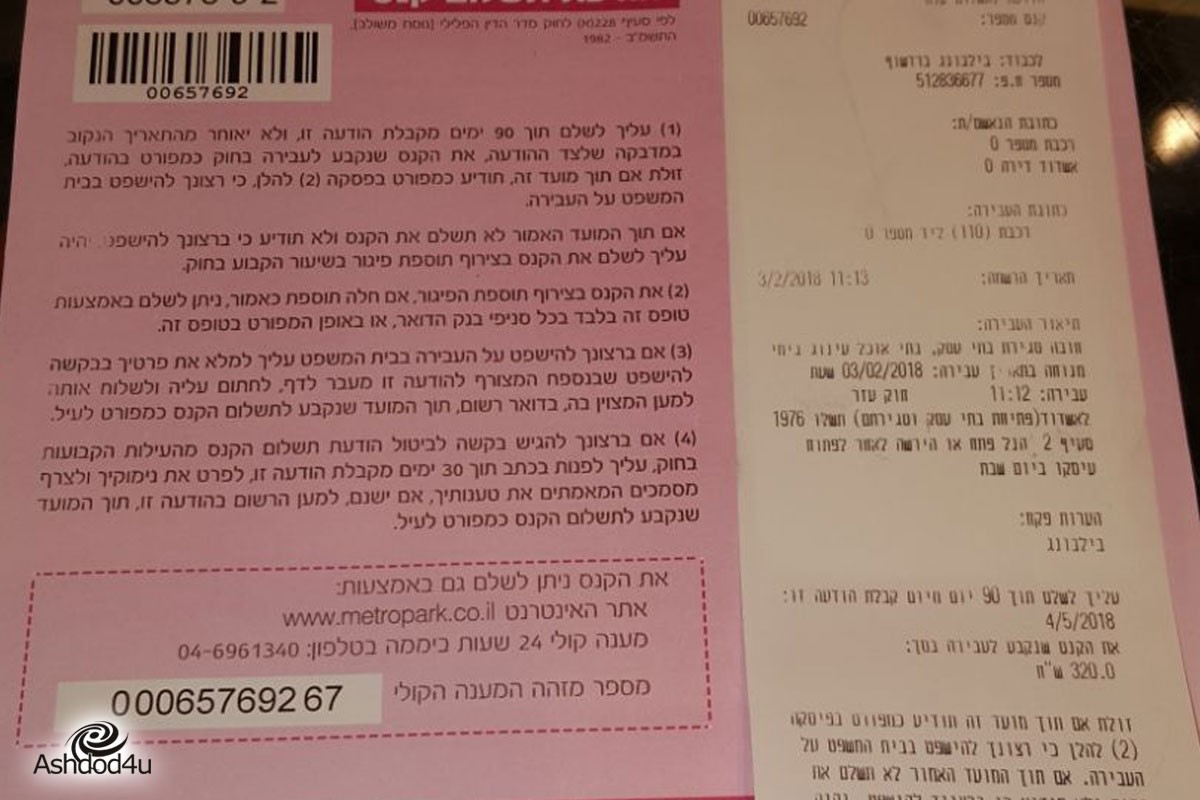 לפי סעיף 00228 לחוק סדר הדין הפלילי [נוסח משולב],
התשמ"ב - 1982
00657692
(1) עליך לשלם תוך 90 ימים מקבלת הודעה זו, ולא יאוחר מהתאריך הנקוב
במדבקה שלצד ההודעה, את הקנס שנקבע לעבירה בחוק כמפורט בהודעה,
זולת אם תוך מועד זה, תודיע כמפורט בפסקה (2) להלן, כי רצונך להישפט בבית
המשפט על העבירה.
אם תוך המועד האמור לא תשלם את הקנס ולא תודיע כי ברצונך להישפט, יהיה
עליך לשלם את הקנס בצירוף תוספת פיגור בשיעור הקבוע בחוק.
(2) את הקנס בצירוף תוספת הפיגור, אם חלה תוספת כאמור, ניתן לשלם באמצעות
טופס זה בלבד בכל סניפי בנק הדואר, או באופן המפורט בטופס זה.
(3) אם ברצונך להישפט על העבירה בבית המשפט עליך למלא את פרטיך בבקשה
להישפט שבנספח המצורף להודעה זו מעבר לדף, לחתום עליה ולשלוח אותה
למען המצוין בה, בדואר רשום, תוך המועד שנקבע לתשלום הקנס כמפורט לעיל.
(4) אם ברצונך להגיש בקשה לביטול הודעת תשלום הקנס מהעילות הקבועות
בחוק, עליך לפנות בכתב תוך 30 ימים מקבלת הודעה זו, לפרט את נימוקיך ולצרף
מסמכים המאמתים את טענותיך, אם ישנם, למען הרשום בהודעה זו, תוך המועד
שנקבע לתשלום הקנס כמפורט לעיל.
את הקנס ניתן לשלם גם באמצעות:
אתר האינטרנט www.metropark.co.il
מענה קולי 24 שעות ביממה בטלפון: 04-6961340
מספר מזהה המענה הקולי 0006576926 7
קנס מספר: 00657692
לכבוד: בילבונג ברדשוף
מספר ח.פ: 512836677
כתובת הנאשם/ת:
רכבת מספר 0
אשדוד דירה 0
כתובת העבירה:
רכבת (110) ליד מספר 0
תאריך הרשמה: 3/2/2018 11:13
תיאור העבירה:
חובה סגירת בתי עסק, בתי אוכל עינוג בימי
מנוחה בתאריך עבירה: 03/02/2018 שעת
עבירה: 11:12 חוק עזר
לאשדוד(פתיחת בתי עסק וסגירתם) תשלו 1976
סעיף 2 הנל פתח או הירשה לאחר לפתוח
עיסקו ביום שבת
הערות פקח:
בילבונג
עליך לשלם תוך 90 יום מיום קבלת הודעה זו:
4/5/2018
את הקנס שנקבע לעבירה בסך:
320.0 ש"ח
זולת אם תוך מועד זה תודיע כמפורט בפיסקה
(2) להלן כי רצונך להישפט בבית המשפט על
העבירה. אם תוך המועד האמור לא תשלם את
Ashdod4u